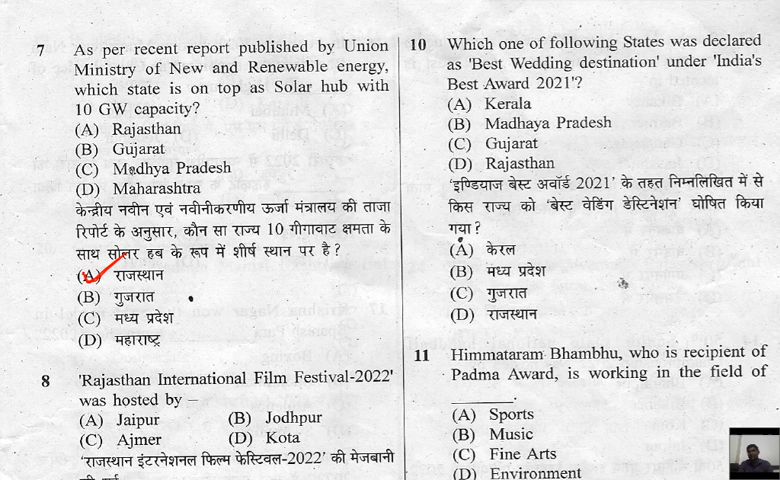 7 As per recent report published by Union
Ministry of New and Renewable energy,
which state is on top as Solar hub with
10 GW capacity?
(A) Rajasthan
(B) Gujarat
(C) Madhya Pradesh
(D) Maharashtra
केन्द्रीय नवीन एवं नवीनीकरणीय ऊर्जा मंत्रालय की ताजा
रिपोर्ट के अनुसार, कौन सा राज्य 10 गीगावाट क्षमता के
साथ सोलर हब के रूप में शीर्ष स्थान पर है ?
(A) राजस्थान
(B) गुजरात
(C) मध्य प्रदेश
(D) महाराष्ट्र
8 'Rajasthan International Film Festival-2022'
was hosted by –
(A) Jaipur (B) Jodhpur
(C) Ajmer (D) Kota
'राजस्थान इंटरनेशनल फिल्म फेस्टिवल-2022' की मेजबानी
10 Which one of following States was declared
as 'Best Wedding destination' under 'India's
Best Award 2021'?
(A) Kerala
(B) Madhaya Pradesh
(C) Gujarat
(D) Rajasthan
'इण्डियाज बेस्ट अवॉर्ड 2021' के तहत निम्नलिखित में से
किस राज्य को 'बेस्ट वेडिंग डेस्टिनेशन' घोषित किया
गया ?
(A) केरल
(B) मध्य प्रदेश
(C) गुजरात
(D) राजस्थान
11 Himmataram Bhambhu, who is recipient of
Padma Award, is working in the field of
________.
(A) Sports
(B) Music
(C) Fine Arts
(D) Environment